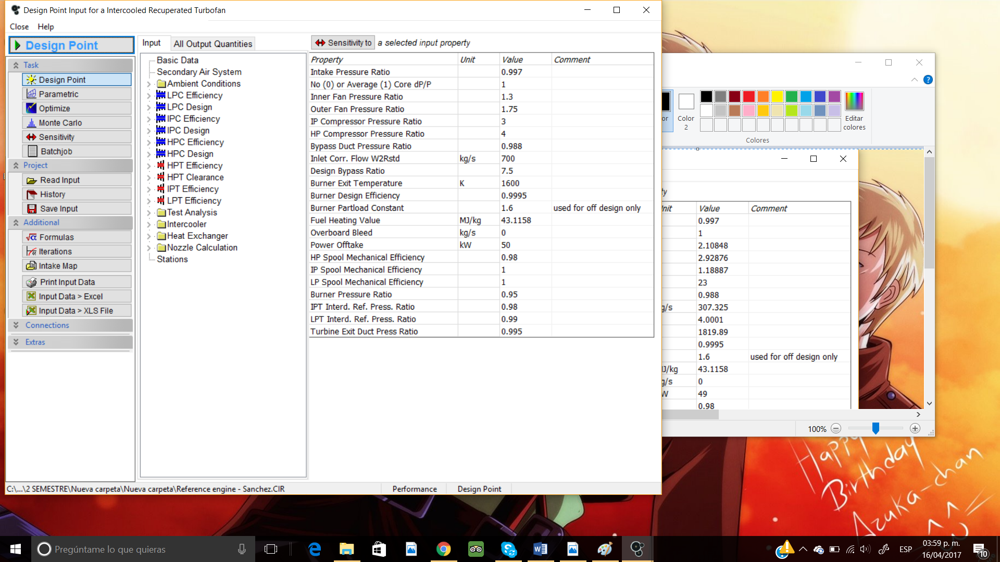 Design Point Input for a Intercooled Recuperated Turbofan
Close Help
Design Point
Task
Design Point
Parametric
Optimize
Monte Carlo
Sensitivity
Batchjob
Project
Read Input
History
Save Input
Additional
Formulas
Iterations
Intake Map
Print Input Data
Input Data > Excel
Input Data > XLS File
Connections
Extras
Input All Output Quantities
Basic Data
Secondary Air System
Ambient Conditions
LPC Efficiency
LPC Design
IPC Efficiency
IPC Design
HPC Efficiency
HPC Design
HPT Efficiency
HPT Clearance
IPT Efficiency
LPT Efficiency
Test Analysis
Intercooler
Heat Exchanger
Nozzle Calculation
Stations
Sensitivity to a selected input property
Property Unit Value Comment
Intake Pressure Ratio 0.997
No (0) or Average (1) Core dP/P 1
Inner Fan Pressure Ratio 1.3
Outer Fan Pressure Ratio 1.75
IP Compressor Pressure Ratio 3
HP Compressor Pressure Ratio 4
Bypass Duct Pressure Ratio 0.988
Inlet Corr. Flow W2Rstd kg/s 700
Design Bypass Ratio 7.5
Burner Exit Temperature K 1600
Burner Design Efficiency 0.9995
Burner Partload Constant 1.6 used for off design only
Fuel Heating Value MJ/kg 43.1158
Overboard Bleed kg/s 0
Power Offtake kW 50
HP Spool Mechanical Efficiency 0.98
IP Spool Mechanical Efficiency 1
LP Spool Mechanical Efficiency 1
Burner Pressure Ratio 0.95
IPT Interd. Ref. Press. Ratio 0.98
LPT Interd. Ref. Press. Ratio 0.99
Turbine Exit Duct Press Ratio 0.995
C:\...\2 SEMESTRE\Nueva carpeta\Nueva carpeta\Reference engine - Sanchez.CIR Performance Design Point
or
Color
2
Editar
colores
Colores
ty
nit Value Comment
0.997
1
2.10848
2.92876
1.18887
23
0.988
g/s 307.325
4.0001
1819.89
0.9995
1.6 used for off design only
J/kg 43.1158
g/s 0
W 49
0.98
100%
Happy
Birthday
Azuka-chan
^^
Pregúntame lo que quieras
ESP
03:59 p. m.
16/04/2017
10